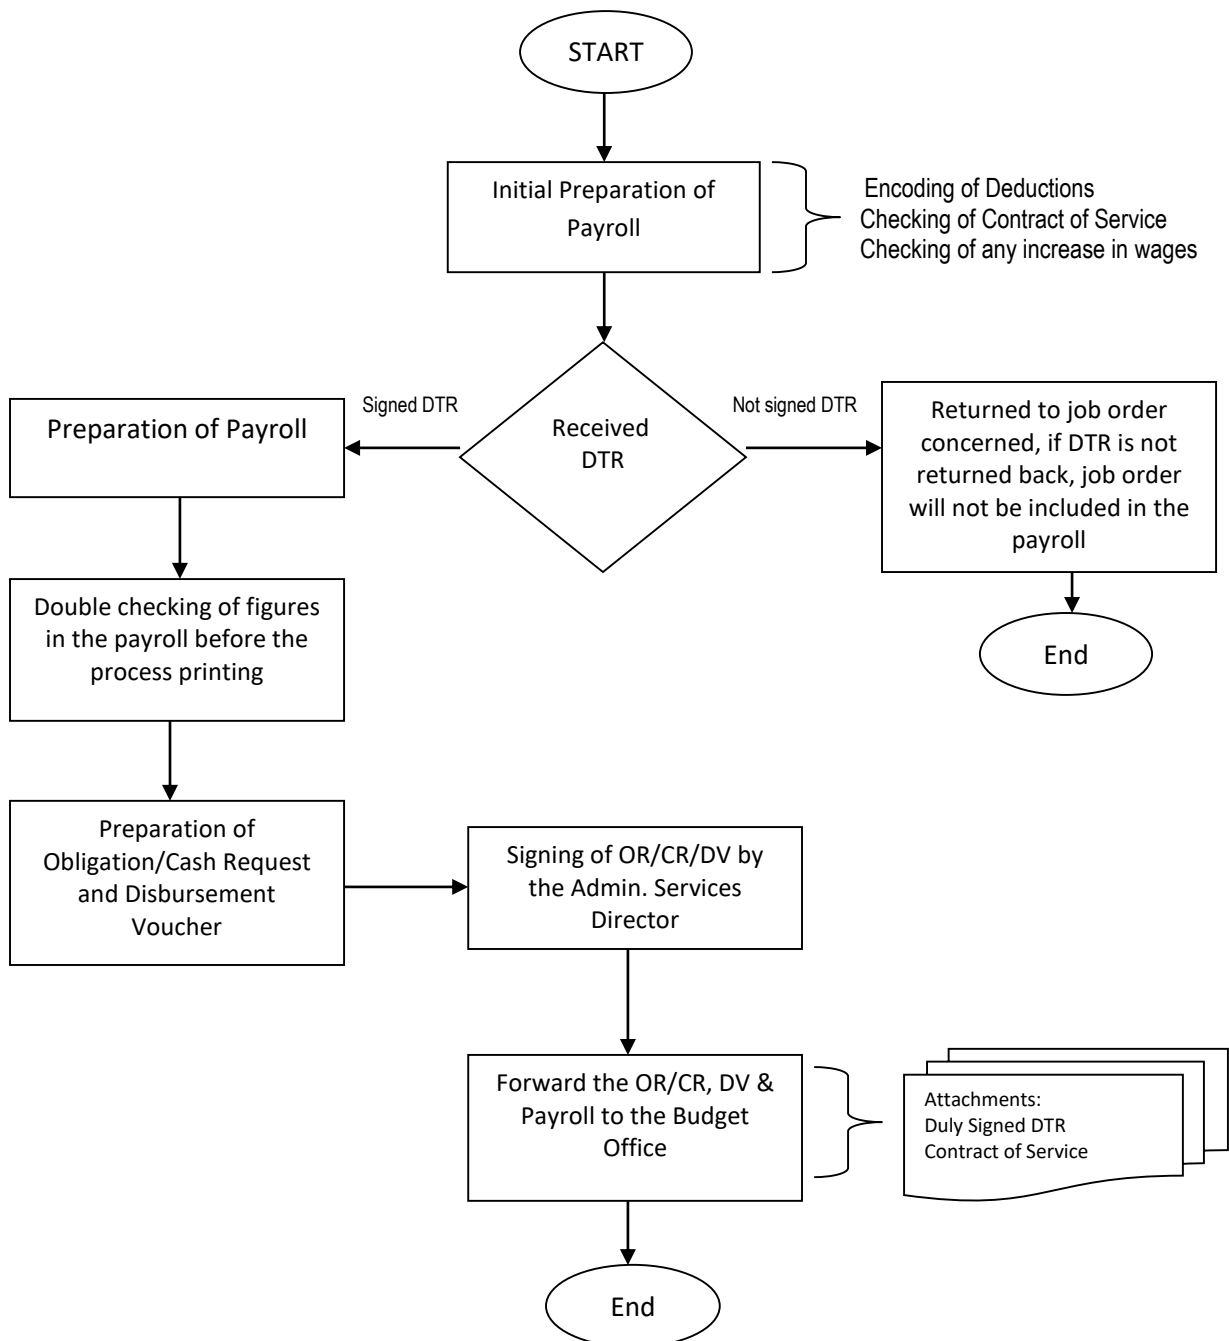 START
Initial Preparation of
Payroll
Encoding of Deductions
Checking of Contract of Service
Checking of any increase in wages
Received
DTR
Signed DTR
Not signed DTR
Preparation of Payroll
Returned to job order
concerned, if DTR is not
returned back, job order
will not be included in the
payroll
End
Double checking of figures
in the payroll before the
process printing
Preparation of
Obligation/Cash Request
and Disbursement
Voucher
Signing of OR/CR/DV by
the Admin. Services
Director
Forward the OR/CR, DV &
Payroll to the Budget
Office
Attachments:
Duly Signed DTR
Contract of Service
End